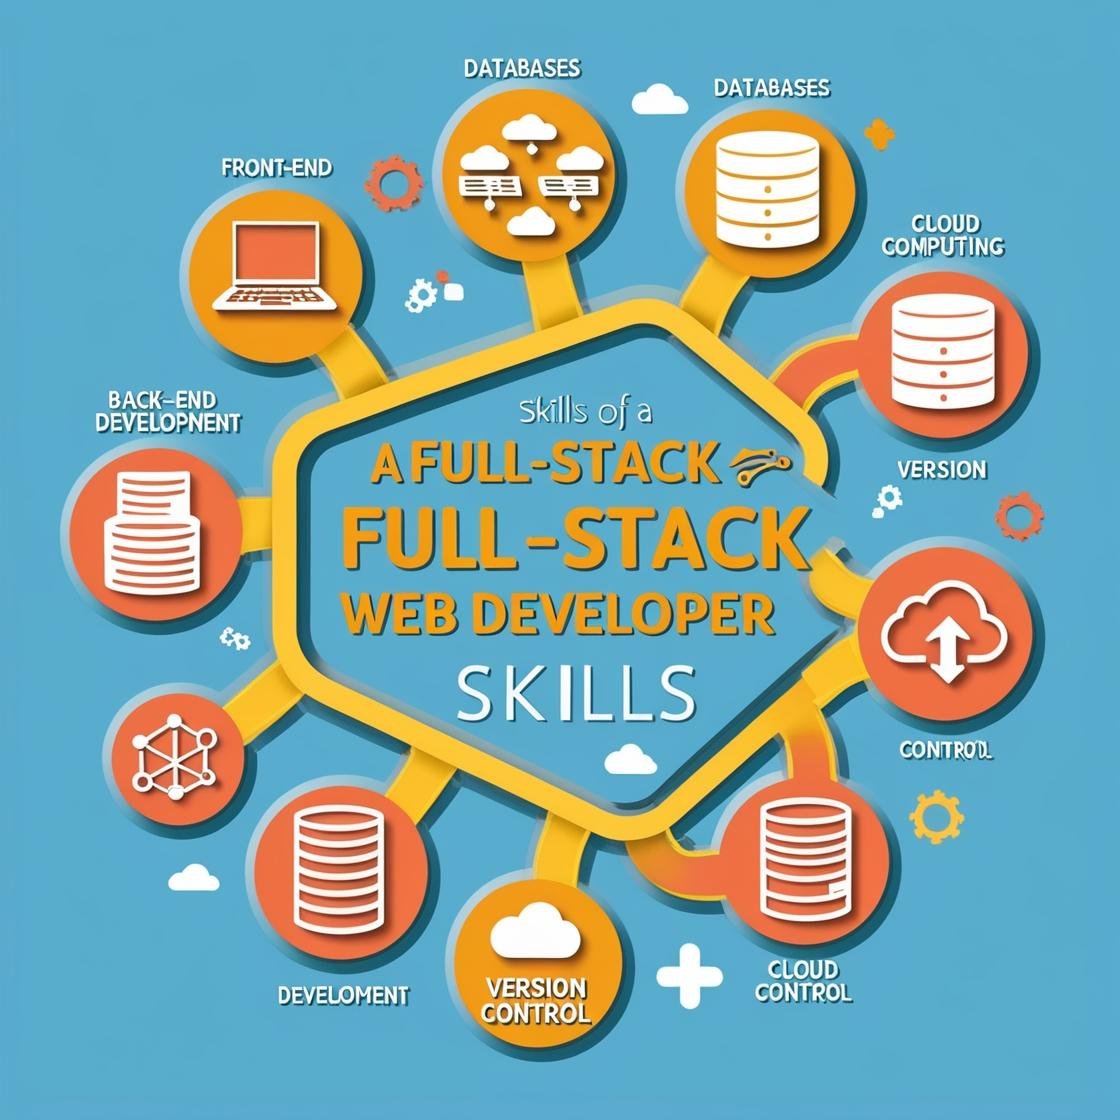 DATABASES
DATABASES
FRONT-END
CLOUD
COMPUTING
BACK-END
DEVELOPNENT
Skills of a
A FULL-STACK
FULL-STACK
WEB DEVELOPER
SKILLS
VERSION
CONTROL
DEVELOMENT
VERSION
CONTROL
CLOUD
CONTROL